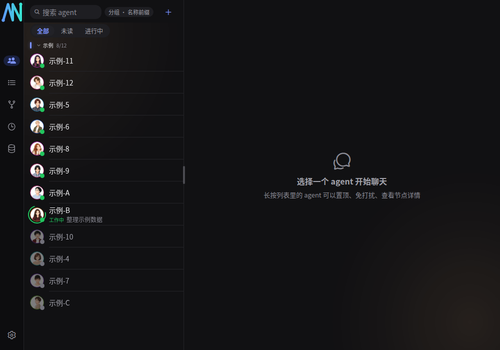 搜索 agent
分组 · 名称前缀
+
全部 未读 进行中
示例 8/12
示例-11
示例-12
示例-5
示例-6
示例-8
示例-9
示例-A
示例-B
工作中 整理示例数据
示例-10
示例-4
示例-7
示例-C
选择一个 agent 开始聊天
长按列表里的 agent 可以置顶、免打扰、查看节点详情